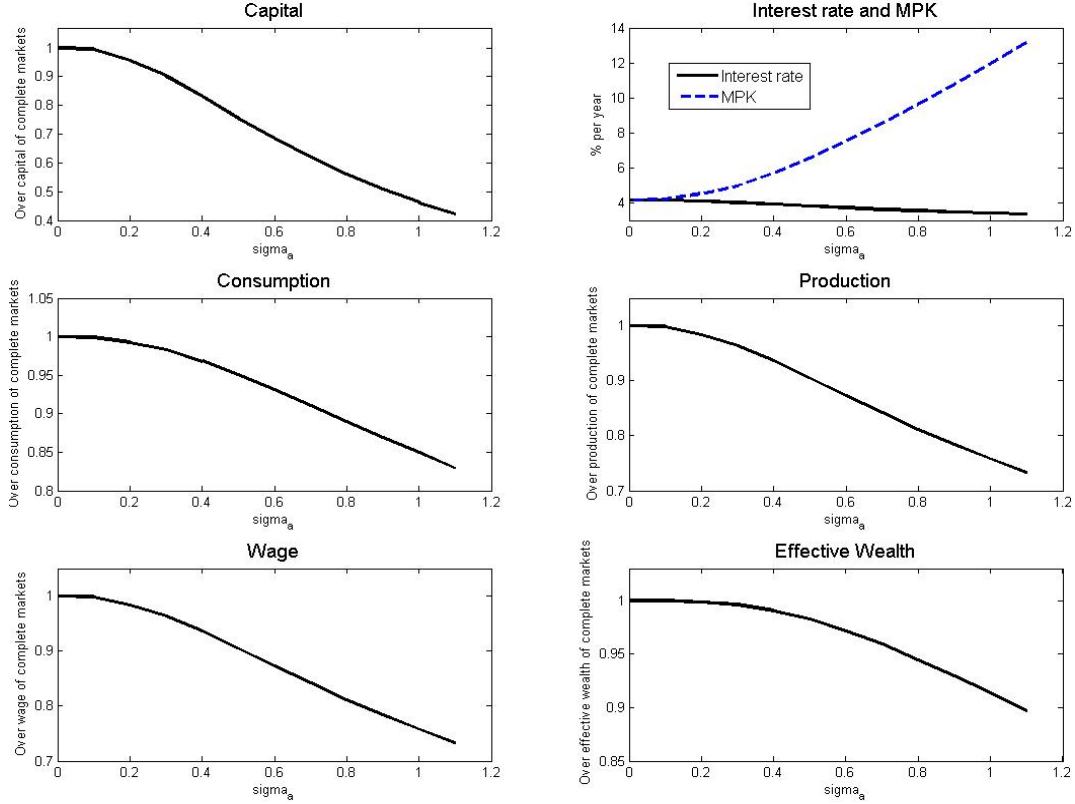 Capital
Over capital of complete markets
1
0.9
0.8
0.7
0.6
0.5
0.4
0 0.2 0.4 0.6 0.8 1 1.2
sigma_a
Interest rate and MPK
% per year
14
12
10
8
6
4
Interest rate
MPK
0 0.2 0.4 0.6 0.8 1 1.2
sigma_a
Consumption
Over consumption of complete markets
1.05
1
0.95
0.9
0.85
0.8
0 0.2 0.4 0.6 0.8 1 1.2
sigma_a
Production
Over production of complete markets
1
0.9
0.8
0.7
0 0.2 0.4 0.6 0.8 1 1.2
sigma_a
Wage
Over wage of complete markets
1
0.9
0.8
0.7
0 0.2 0.4 0.6 0.8 1 1.2
sigma_a
Effective Wealth
Over effective wealth of complete markets
1
0.95
0.9
0.85
0 0.2 0.4 0.6 0.8 1 1.2
sigma_a